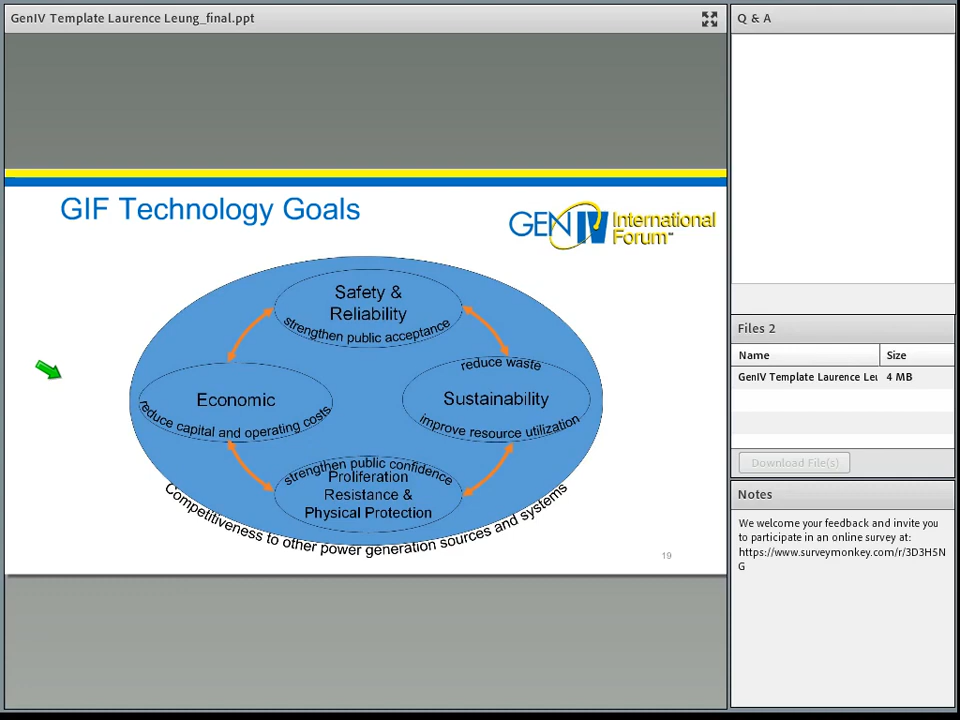 GenIV Template Laurence Leung_final.ppt
GIF Technology Goals
GEN IV International
Forum™
Safety &
Reliability
strengthen public acceptance
Economic
reduce capital and operating costs
reduce waste
Sustainability
improve resource utilization
strengthen public confidence
Proliferation
Resistance &
Physical Protection
Competitiveness to other power generation sources and systems
19
Q & A
Files 2
Name Size
GenIV Template Laurence Leu 4 MB
Download File(s)
Notes
We welcome your feedback and invite you
to participate in an online survey at:
https://www.surveymonkey.com/r/3D3H5N
G